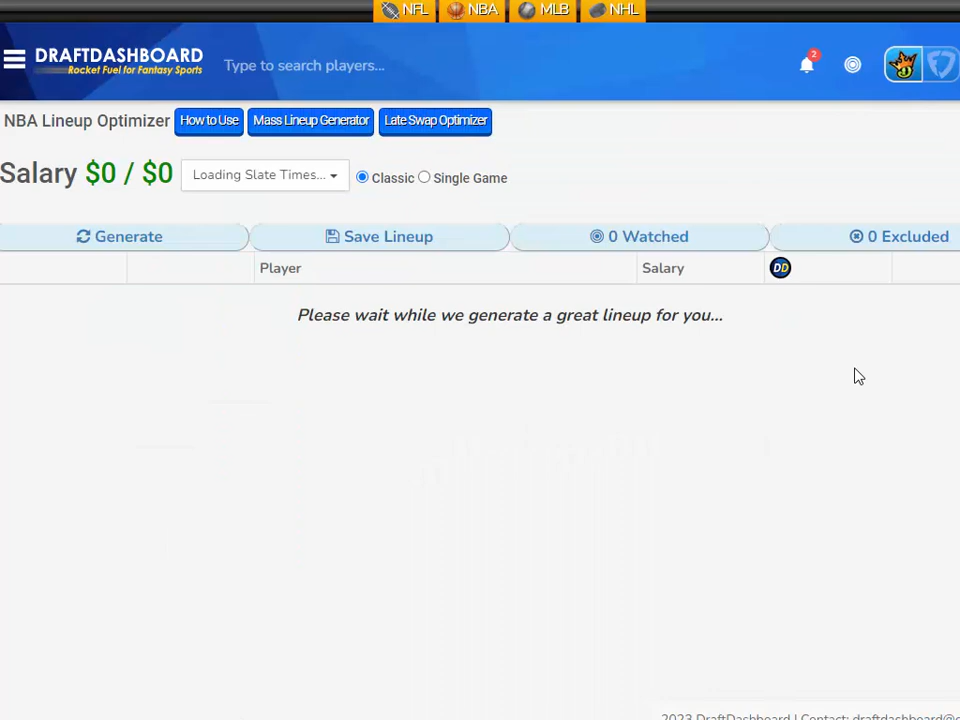 NFL NBA MLB NHL
DRAFTDASHBOARD
Rocket Fuel for Fantasy Sports
Type to search players...
2
NBA Lineup Optimizer How to Use Mass Lineup Generator Late Swap Optimizer
Salary $0 / $0 Loading Slate Times... Classic Single Game
Generate Save Lineup 0 Watched 0 Excluded
Player Salary DD
Please wait while we generate a great lineup for you...
2023 DraftDashboard | Contact: draftdashboard@